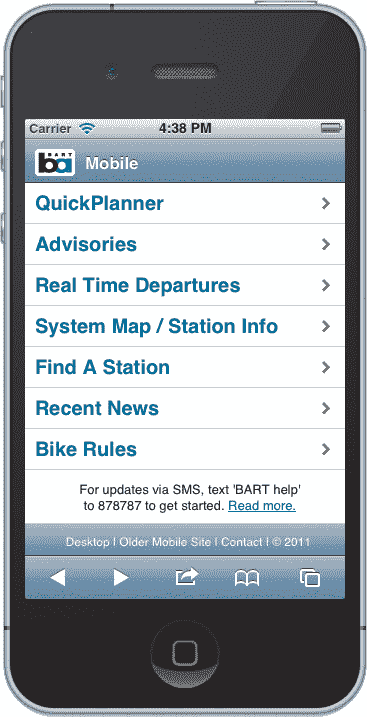 Carrier 4:38 PM
BART
ba Mobile
QuickPlanner
Advisories
Real Time Departures
System Map / Station Info
Find A Station
Recent News
Bike Rules
For updates via SMS, text 'BART help'
to 878787 to get started. Read more.
Desktop | Older Mobile Site | Contact | © 2011